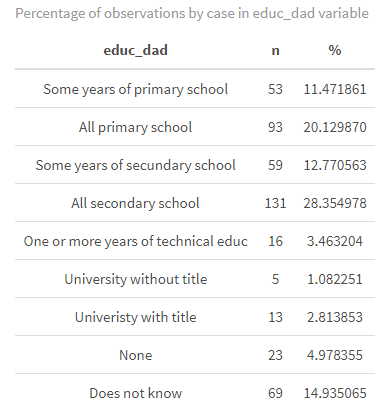 Percentage of observations by case in educ_dad variable
educ_dad n %
Some years of primary school 53 11.471861
All primary school 93 20.129870
Some years of secundary school 59 12.770563
All secondary school 131 28.354978
One or more years of technical educ 16 3.463204
University without title 5 1.082251
Univeristy with title 13 2.813853
None 23 4.978355
Does not know 69 14.935065